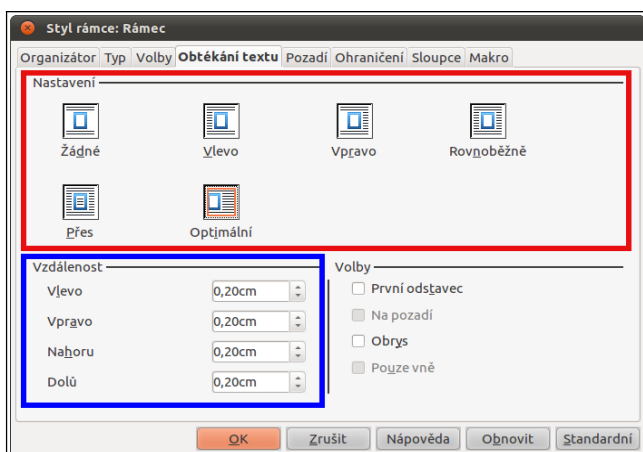 Styl rámce: Rámec
Organizátor Typ Volby Obtékání textu Pozadí Ohraničení Sloupce Makro
Nastavení
Žádné Vlevo Vpravo Rovnoběžně
Přes Optimální
Vzdálenost Volby
Vlevo 0,20cm První odstavec
Vpravo 0,20cm Na pozadí
Nahoru 0,20cm Obrys
Dolů 0,20cm Pouze vně
OK Zrušit Nápověda Obnovit Standardní